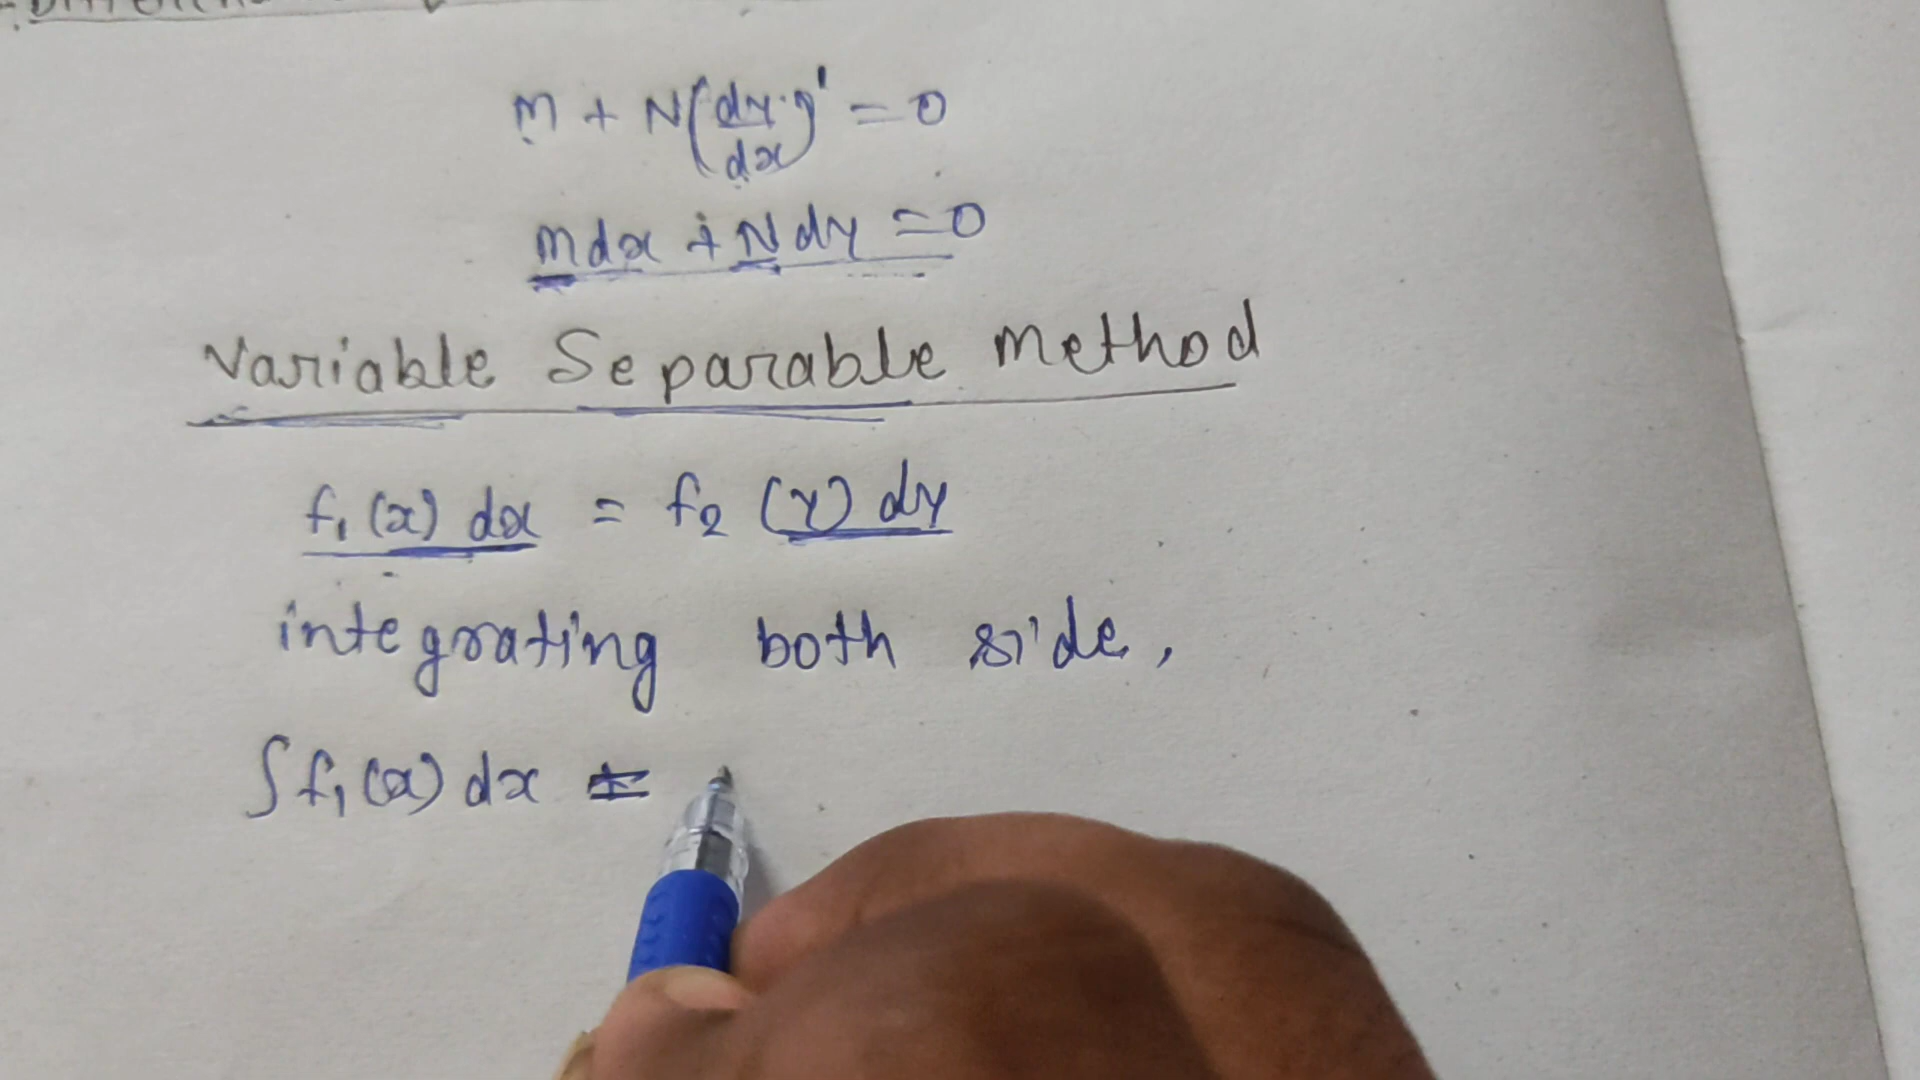 M + N(dy/dx)' = 0
Mdx + Ndy = 0
Variable Separable Method
f₁(x) dx = f₂ (y) dy
integrating both side,
∫f₁(x) dx =